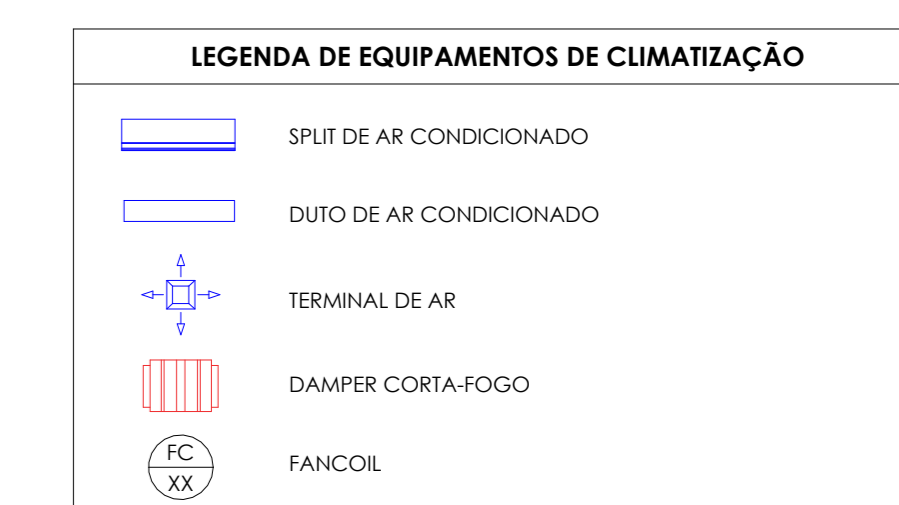 LEGENDA DE EQUIPAMENTOS DE CLIMATIZAÇÃO
SPLIT DE AR CONDICIONADO
DUTO DE AR CONDICIONADO
TERMINAL DE AR
DAMPER CORTA-FOGO
FC
XX
FANCOIL